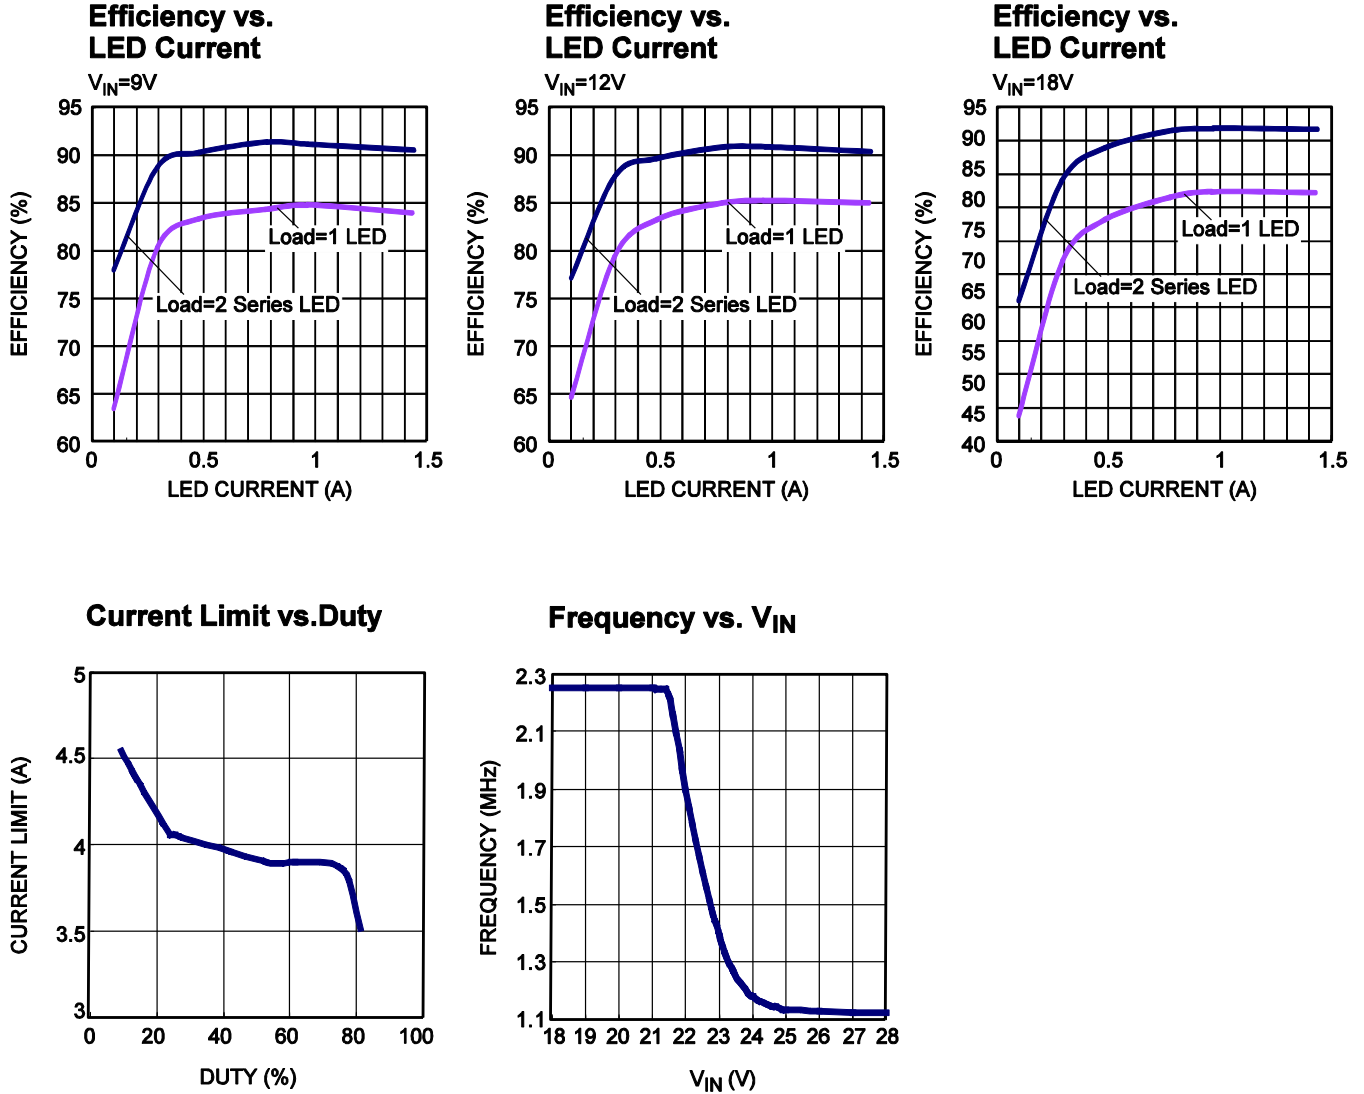 Efficiency vs.
LED Current
VIN=9V
95
90
85
80
75
70
65
60
EFFICIENCY (%)
Load=1 LED
Load=2 Series LED
0 0.5 1 1.5
LED CURRENT (A)
Efficiency vs.
LED Current
VIN=12V
95
90
85
80
75
70
65
60
EFFICIENCY (%)
Load=1 LED
Load=2 Series LED
0 0.5 1 1.5
LED CURRENT (A)
Efficiency vs.
LED Current
VIN=18V
95
90
85
80
75
70
65
60
55
50
45
40
EFFICIENCY (%)
Load=1 LED
Load=2 Series LED
0 0.5 1 1.5
LED CURRENT (A)
Current Limit vs.Duty
5
4.5
4
3.5
3
CURRENT LIMIT (A)
0 20 40 60 80 100
DUTY (%)
Frequency vs. VIN
2.3
2.1
1.9
1.7
1.5
1.3
1.1
FREQUENCY (MHz)
18 19 20 21 22 23 24 25 26 27 28
VIN (V)